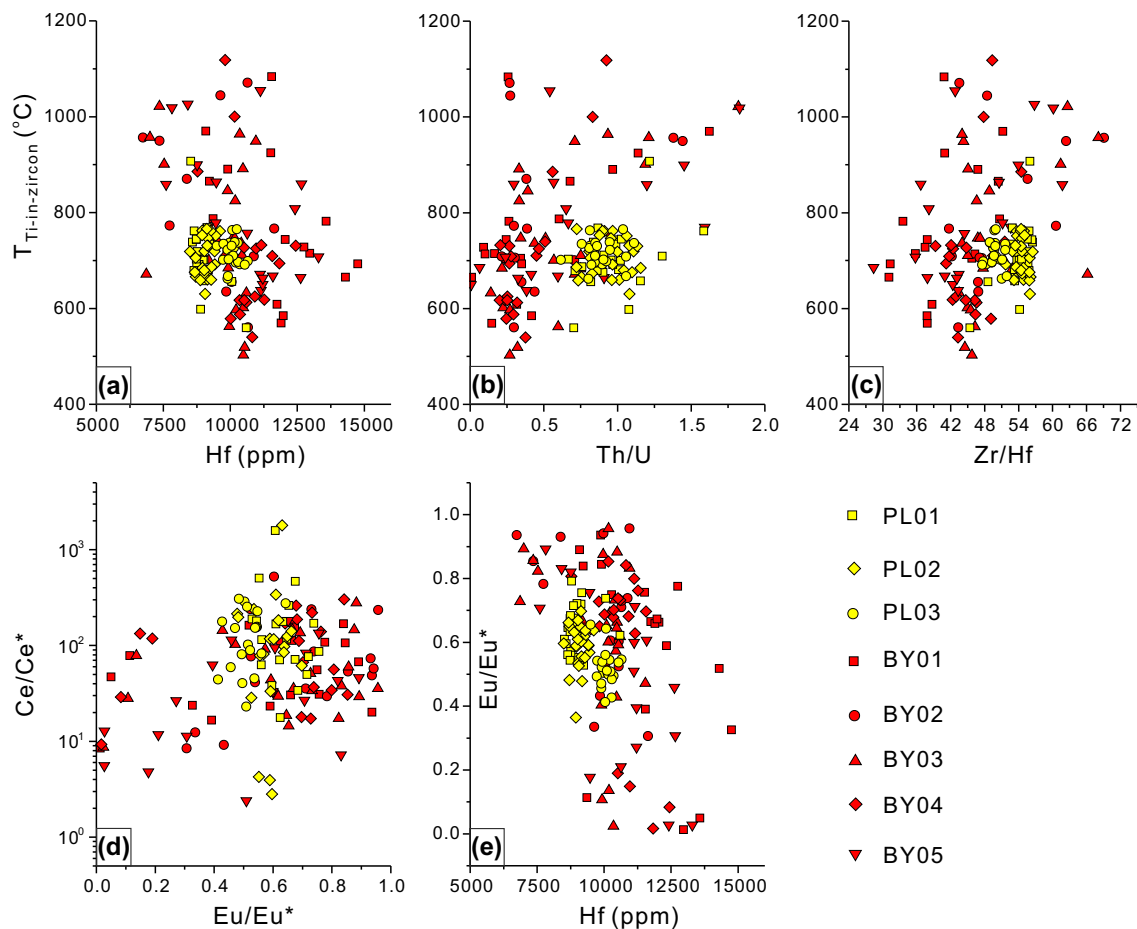 1200
1000
800
600
400
T Ti-in-zircon (°C)
(a)
5000 7500 10000 12500 15000
Hf (ppm)
1200
1000
800
600
400
(b)
0.0 0.5 1.0 1.5 2.0
Th/U
1200
1000
800
600
400
(c)
24 30 36 42 48 54 60 66 72
Zr/Hf
10³
10²
10¹
10⁰
Ce/Ce*
(d)
0.0 0.2 0.4 0.6 0.8 1.0
Eu/Eu*
1.0
0.8
0.6
0.4
0.2
0.0
Eu/Eu*
(e)
5000 10000 15000
Hf (ppm)
PL01
PL02
PL03
BY01
BY02
BY03
BY04
BY05